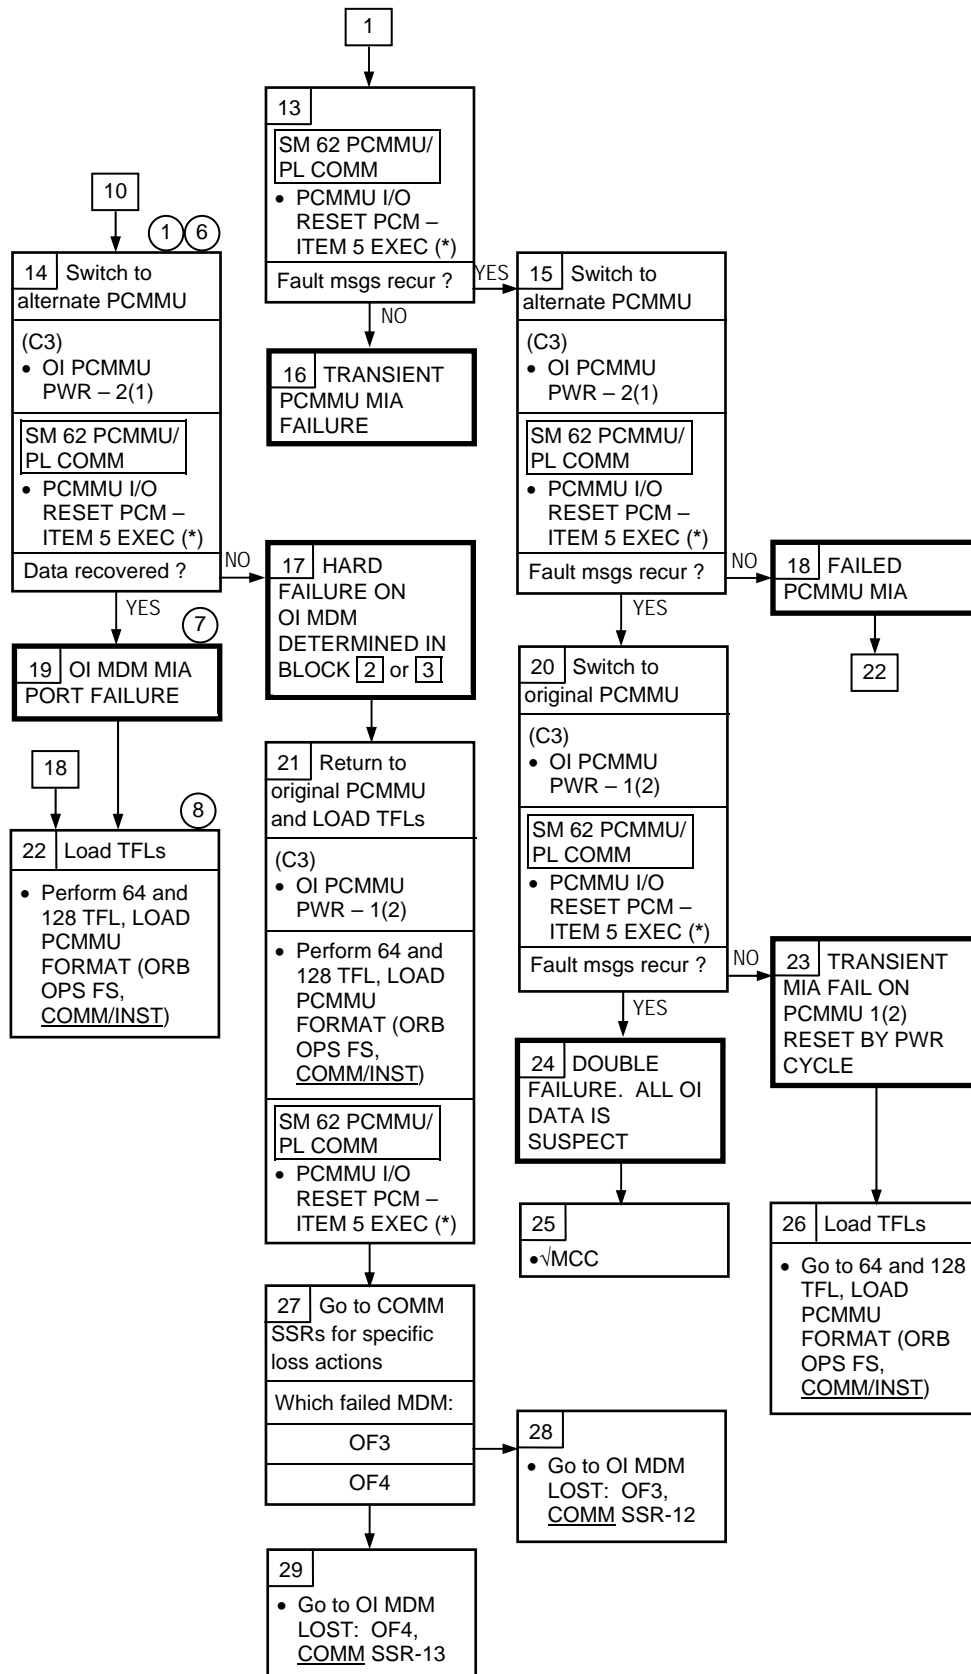 1
13
SM 62 PCMMU/
PL COMM
• PCMMU I/O
RESET PCM –
ITEM 5 EXEC (*)
Fault msgs recur ?
YES
NO
10
1 6
14 Switch to
alternate PCMMU
(C3)
• OI PCMMU
PWR – 2(1)
SM 62 PCMMU/
PL COMM
• PCMMU I/O
RESET PCM –
ITEM 5 EXEC (*)
Data recovered ?
NO
YES
15 Switch to
alternate PCMMU
(C3)
• OI PCMMU
PWR – 2(1)
SM 62 PCMMU/
PL COMM
• PCMMU I/O
RESET PCM –
ITEM 5 EXEC (*)
Fault msgs recur ?
NO
YES
16 TRANSIENT
PCMMU MIA
FAILURE
17 HARD
FAILURE ON
OI MDM
DETERMINED IN
BLOCK 2 or 3
18 FAILED
PCMMU MIA
22
7
19 OI MDM MIA
PORT FAILURE
20 Switch to
original PCMMU
(C3)
• OI PCMMU
PWR – 1(2)
SM 62 PCMMU/
PL COMM
• PCMMU I/O
RESET PCM –
ITEM 5 EXEC (*)
Fault msgs recur ?
NO
YES
21 Return to
original PCMMU
and LOAD TFLs
(C3)
• OI PCMMU
PWR – 1(2)
• Perform 64 and
128 TFL, LOAD
PCMMU
FORMAT (ORB
OPS FS,
COMM/INST)
SM 62 PCMMU/
PL COMM
• PCMMU I/O
RESET PCM –
ITEM 5 EXEC (*)
18
8
22 Load TFLs
• Perform 64 and
128 TFL, LOAD
PCMMU
FORMAT (ORB
OPS FS,
COMM/INST)
23 TRANSIENT
MIA FAIL ON
PCMMU 1(2)
RESET BY PWR
CYCLE
24 DOUBLE
FAILURE. ALL OI
DATA IS
SUSPECT
25
•√MCC
26 Load TFLs
• Go to 64 and 128
TFL, LOAD
PCMMU
FORMAT (ORB
OPS FS,
COMM/INST)
27 Go to COMM
SSRs for specific
loss actions
Which failed MDM:
OF3
OF4
28
• Go to OI MDM
LOST: OF3,
COMM SSR-12
29
• Go to OI MDM
LOST: OF4,
COMM SSR-13